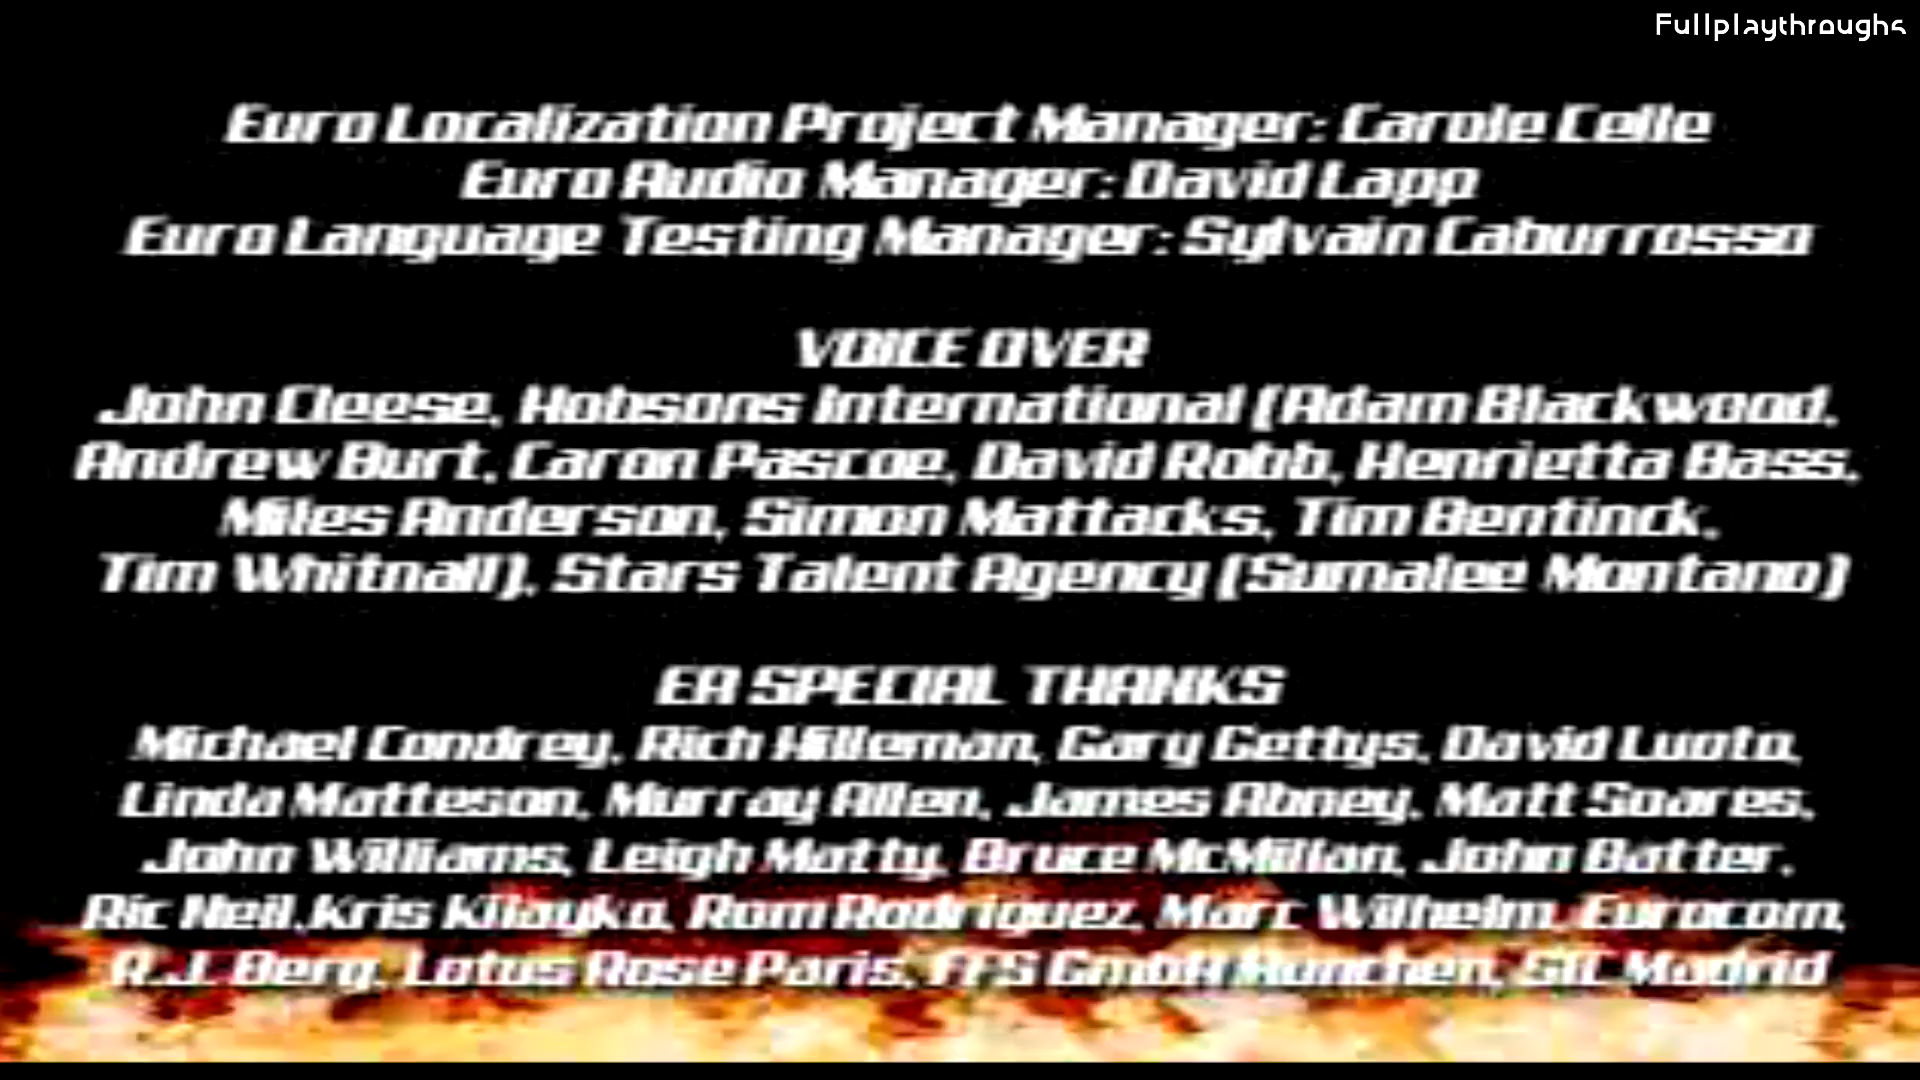 Fullplaythroughs
Euro Localization Project Manager: Carole Celle
Euro Audio Manager: David Lapp
Euro Language Testing Manager: Sylvain Caburrosso
VOICE OVER
John Cleese, Hobsons International (Adam Blackwood,
Andrew Burt, Caron Pascoe, David Robb, Henrietta Bass,
Miles Anderson, Simon Mattacks, Tim Bentinck,
Tim Whitnall), Stars Talent Agency (Sumalee Montano)
EA SPECIAL THANKS
Michael Condrey, Rich Hilleman, Gary Gettys, David Luoto,
Linda Matteson, Murray Allen, James Abney, Matt Soares,
John Williams, Leigh Matty, Bruce McMillan, John Batter,
Ric Neil,Kris Kilayko, Rom Rodriguez, Marc Wilhelm, Eurocom,
A.J. Berg, Lotus Rose Paris, FFS GmbH Munchen, Madrid